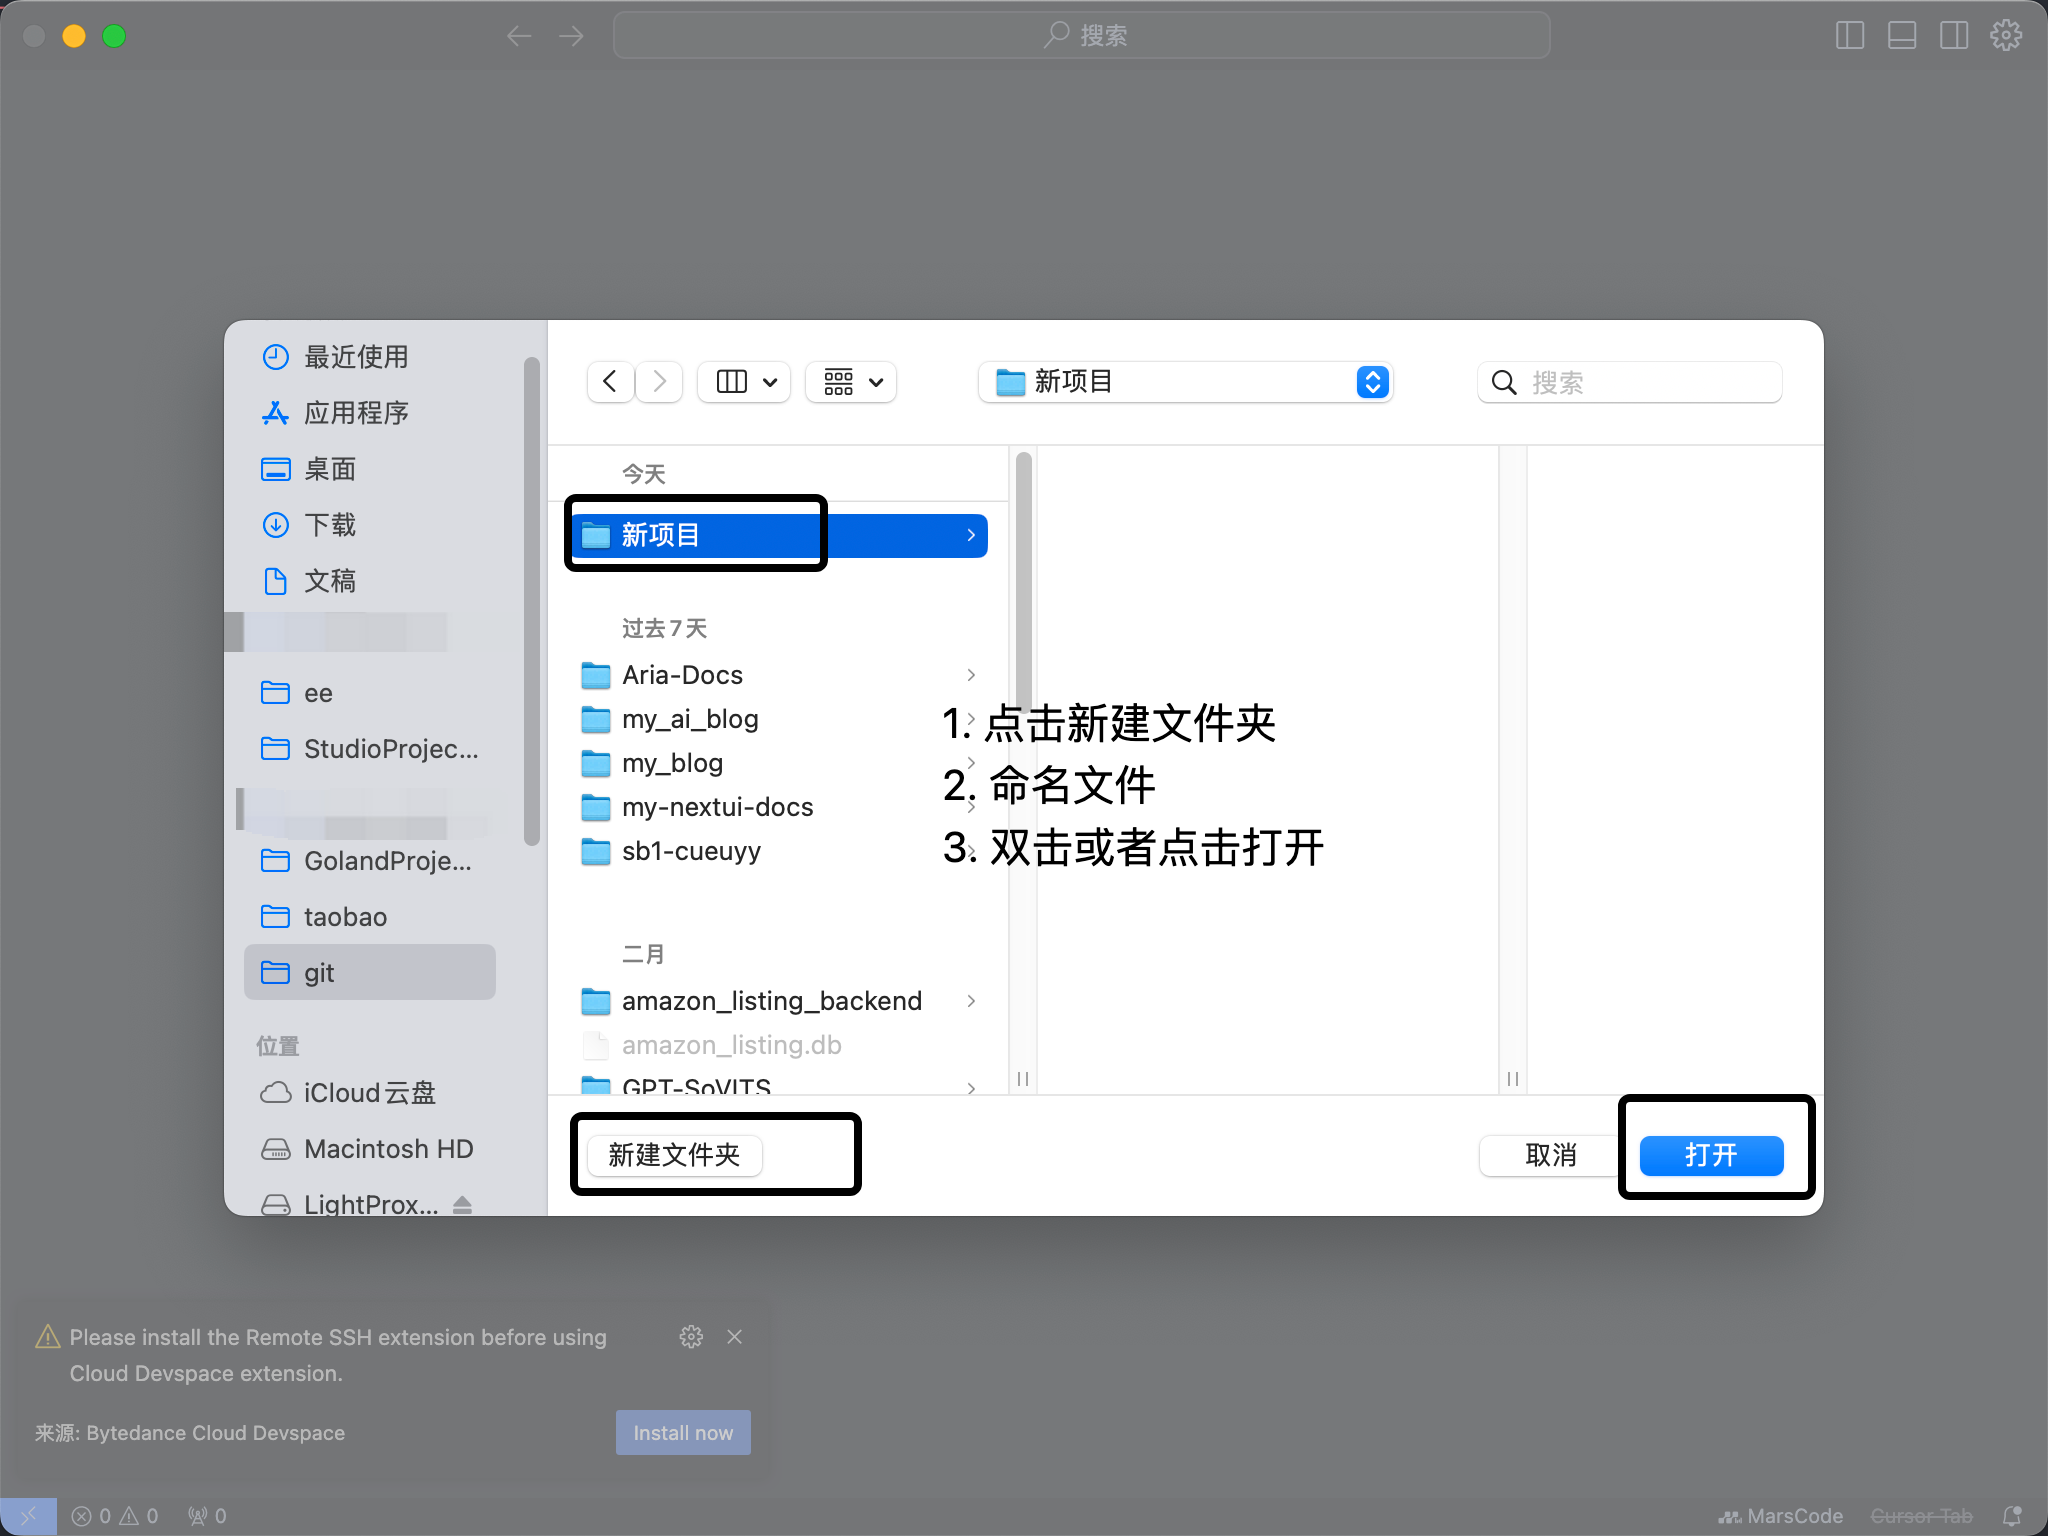 搜索
最近使用
应用程序
桌面
下载
文稿
ee
StudioProjec...
GolandProje...
taobao
git
位置
iCloud云盘
Macintosh HD
LightProx...
新项目
搜索
今天
新项目
过去7天
Aria-Docs
my_ai_blog
my_blog
my-nextui-docs
sb1-cueuyy
二月
amazon_listing_backend
amazon_listing.db
GPT-SoVITS
1. 点击新建文件夹
2. 命名文件
3. 双击或者点击打开
新建文件夹
取消
打开
Please install the Remote SSH extension before using
Cloud Devspace extension.
来源: Bytedance Cloud Devspace
Install now
0 0 0
MarsCode
Cursor Tab